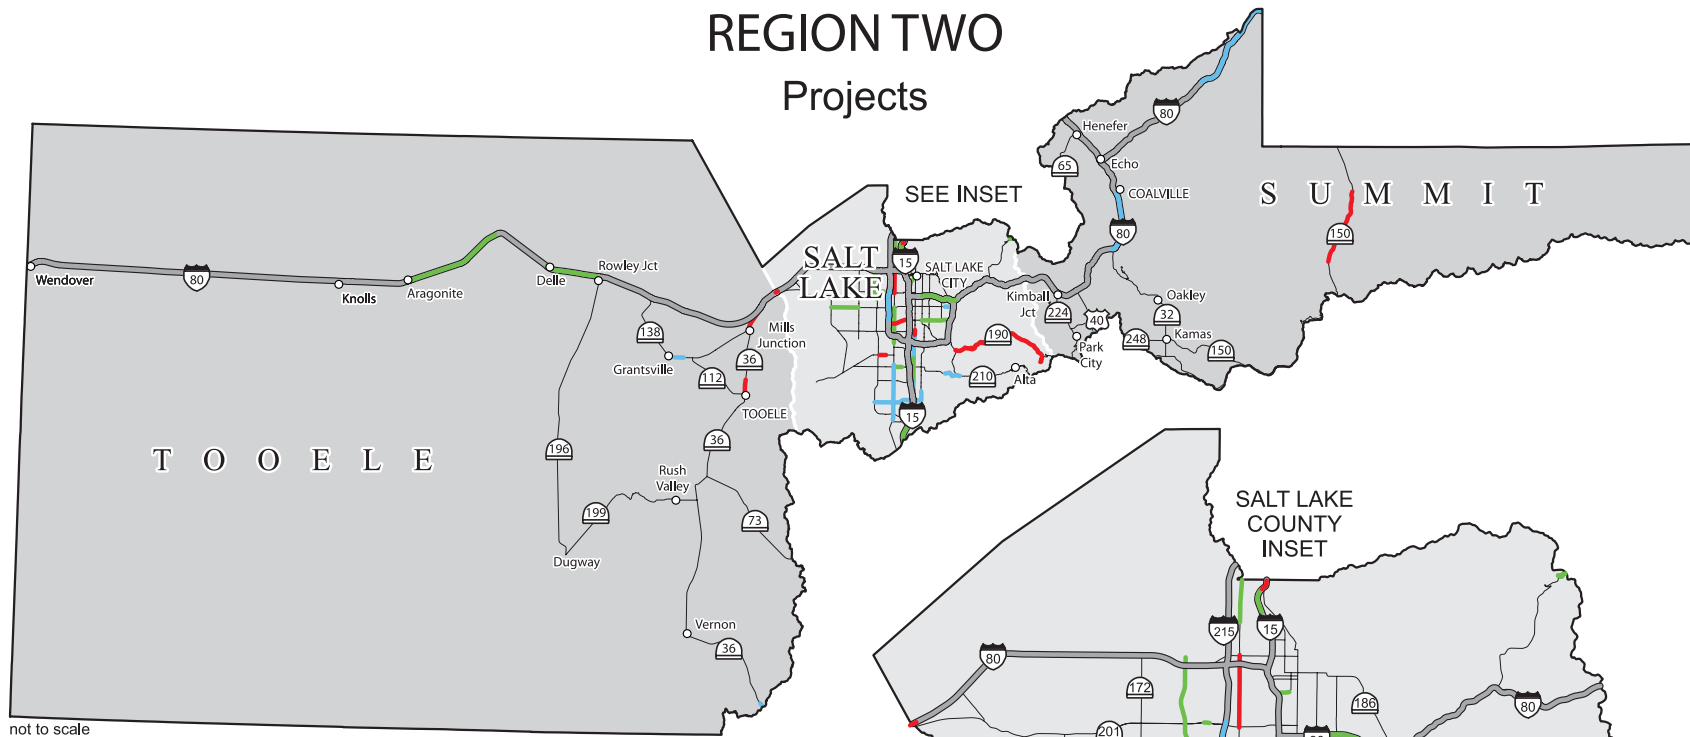 REGION TWO
Projects
SEE INSET
80
Henefer
65
Echo
COALVILLE
80
S U M M I T
150
Wendover
80
Knolls
Aragonite
Delle
Rowley Jct
SALT
LAKE
15
SALT LAKE
CITY
Kimball
Jct
224
40
Oakley
32
Kamas
248
150
Park
City
138
Mills
Junction
Grantsville
36
112
TOOELE
190
210
Alta
15
T O O E L E
36
196
Rush
Valley
199
73
Dugway
Vernon
36
not to scale
SALT LAKE
COUNTY
INSET
215
15
80
172
186
80
201